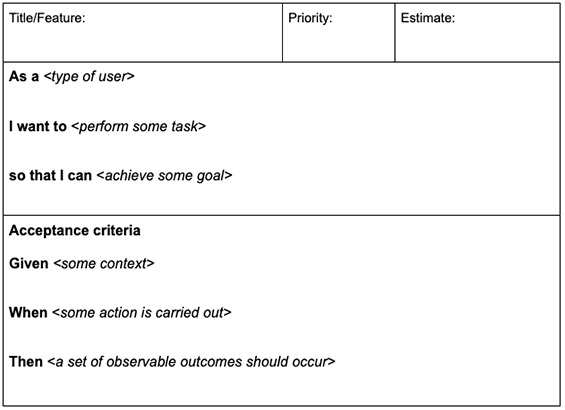 Title/Feature:
Priority:
Estimate:
As a <type of user>
I want to <perform some task>
so that I can <achieve some goal>
Acceptance criteria
Given <some context>
When <some action is carried out>
Then <a set of observable outcomes should occur>